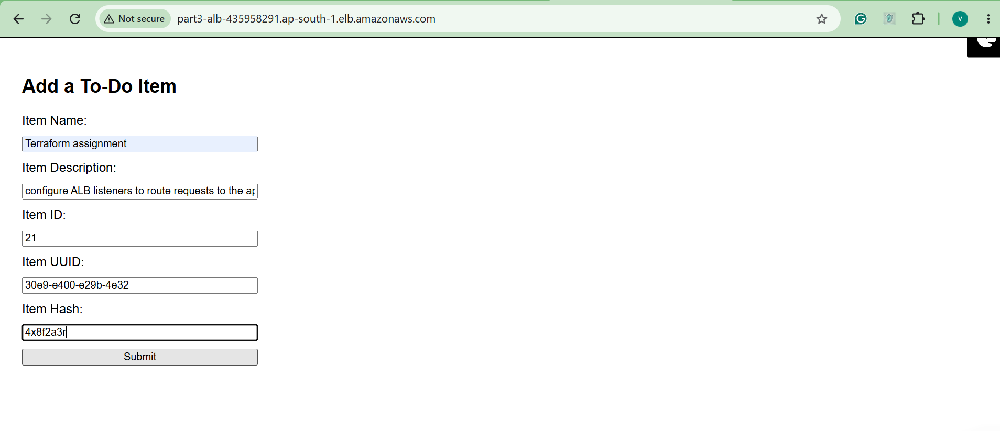 Not secure part3-alb-435958291.ap-south-1.elb.amazonaws.com
V
Add a To-Do Item
Item Name:
Terraform assignment
Item Description:
configure ALB listeners to route requests to the
Item ID:
21
Item UUID:
30e9-e400-e29b-4e32
Item Hash:
4x8f2a3r
Submit